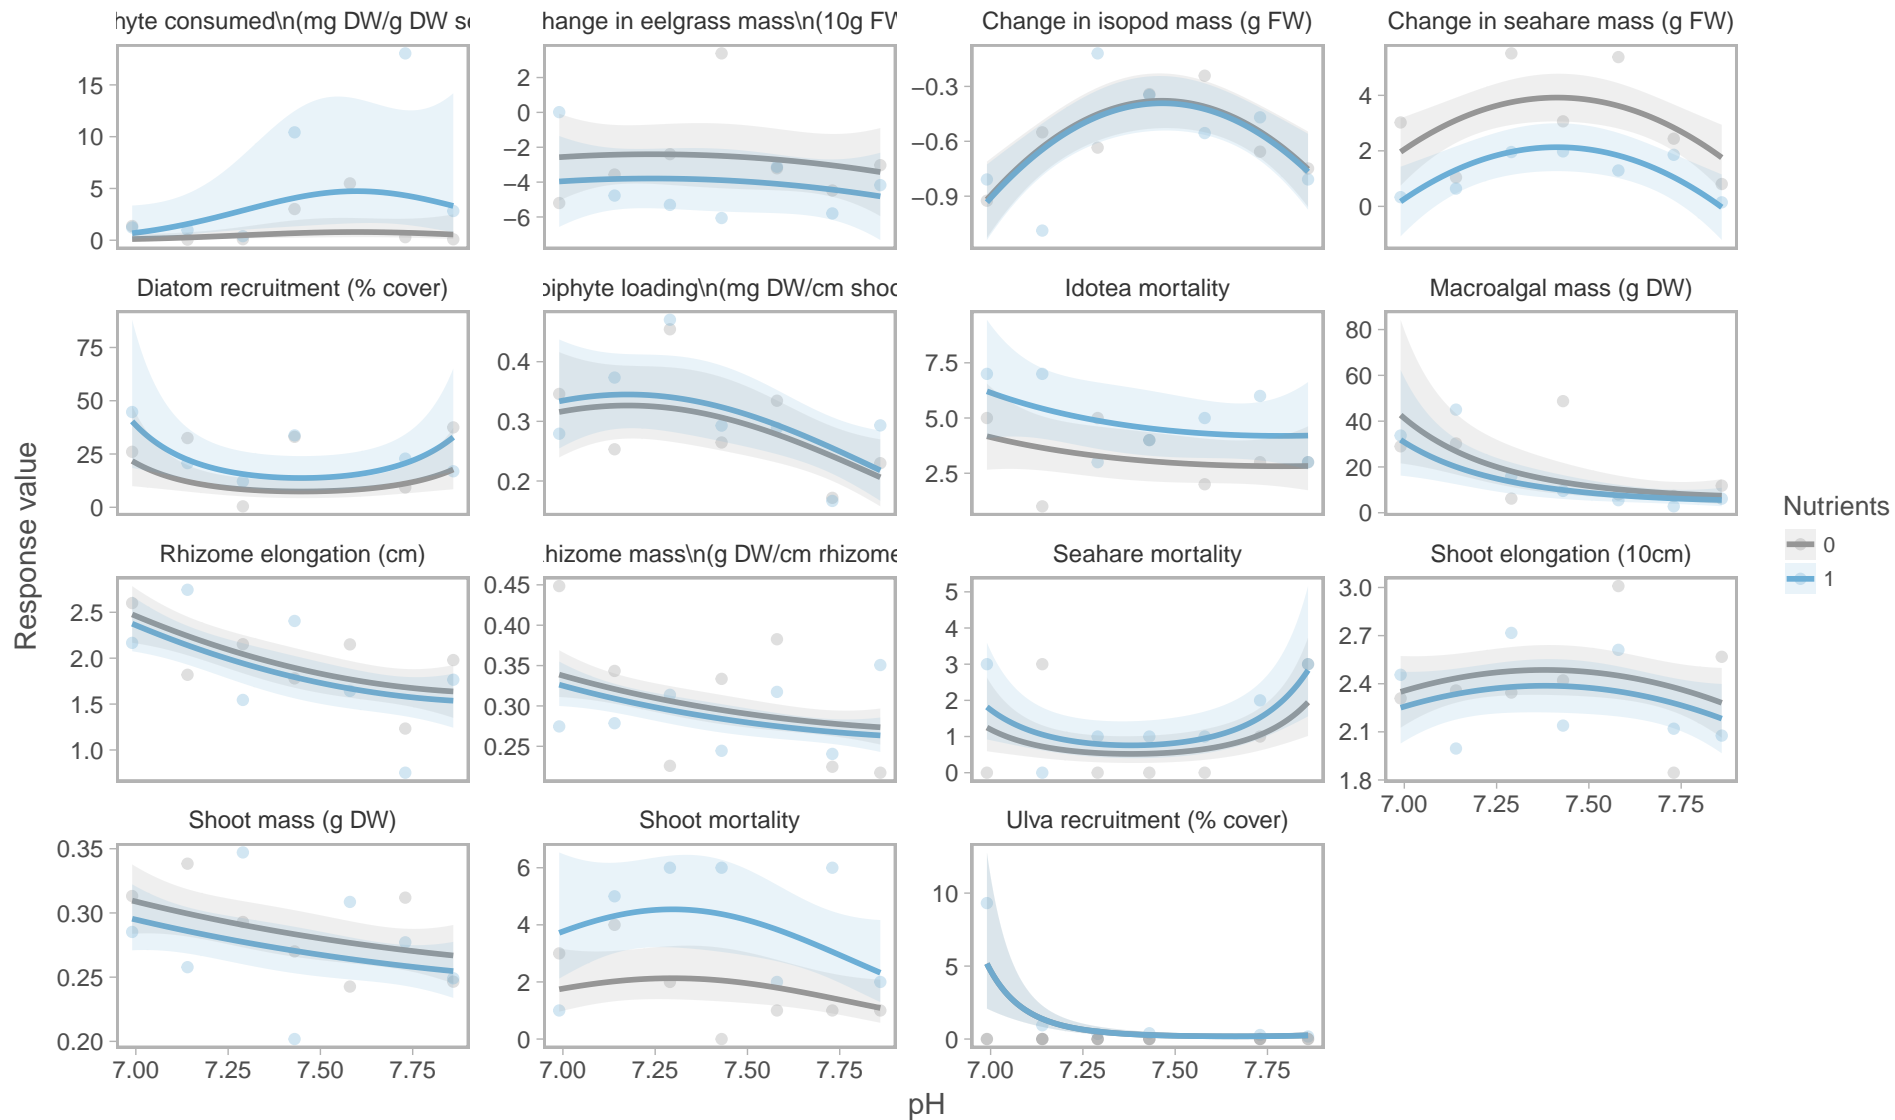 hyte consumed\n(mg DW/g DW se
hange in eelgrass mass\n(10g FW
Change in isopod mass (g FW)
Change in seahare mass (g FW)
15
10
5
0
2
0
−2
−4
−6
−0.3
−0.6
−0.9
4
2
0
Diatom recruitment (% cover)
piphyte loading\n(mg DW/cm shoo
Idotea mortality
Macroalgal mass (g DW)
75
50
25
0
0.4
0.3
0.2
7.5
5.0
2.5
80
60
40
20
0
Response value
Nutrients
0
1
Rhizome elongation (cm)
hizome mass\n(g DW/cm rhizome
Seahare mortality
Shoot elongation (10cm)
2.5
2.0
1.5
1.0
0.45
0.40
0.35
0.30
0.25
5
4
3
2
1
0
3.0
2.7
2.4
2.1
1.8
7.00 7.25 7.50 7.75
Shoot mass (g DW)
Shoot mortality
Ulva recruitment (% cover)
0.35
0.30
0.25
0.20
6
4
2
0
10
5
0
7.00 7.25 7.50 7.75
7.00 7.25 7.50 7.75
7.00 7.25 7.50 7.75
pH